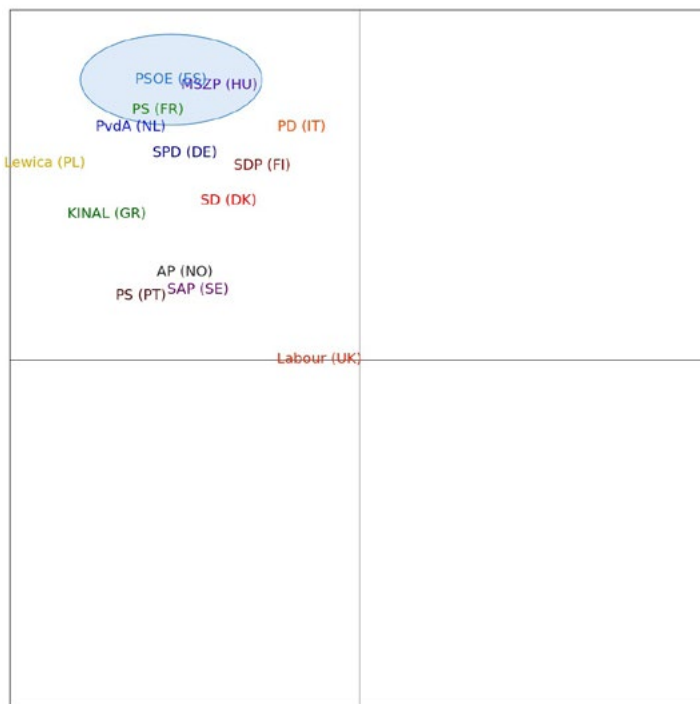 PSOE (ES)
MSZP (HU)
PS (FR)
PvdA (NL)
PD (IT)
SPD (DE)
Lewica (PL)
SDP (FI)
SD (DK)
KINAL (GR)
AP (NO)
SAP (SE)
PS (PT)
Labour (UK)